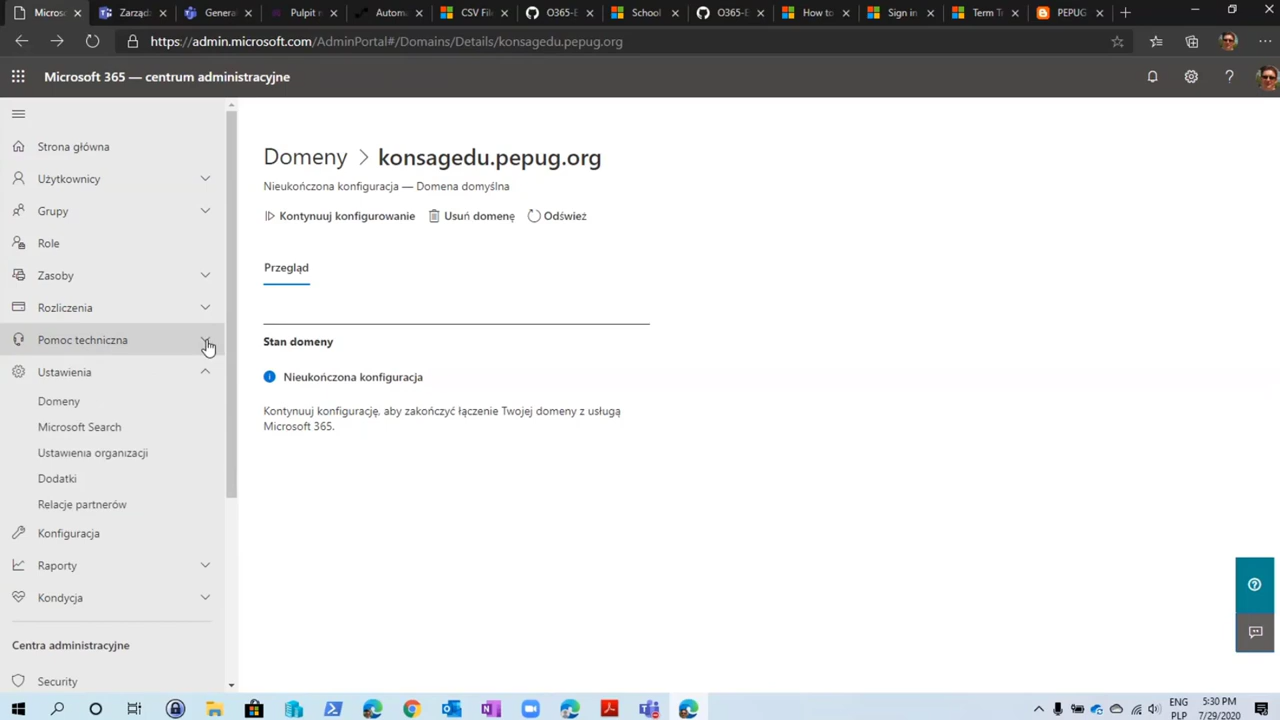 Microso
Zarząd
Genera
Pulpit n
Autom
CSV File
O365-E
School
O365-E
How to
Sign in
Term Tr
PEPUG
https://admin.microsoft.com/AdminPortal#/Domains/Details/konsagedu.pepug.org
Microsoft 365 — centrum administracyjne
Strona główna
Użytkownicy
Grupy
Role
Zasoby
Rozliczenia
Pomoc techniczna
Ustawienia
Domeny
Microsoft Search
Ustawienia organizacji
Dodatki
Relacje partnerów
Konfiguracja
Raporty
Kondycja
Centra administracyjne
Security
Domeny > konsagedu.pepug.org
Nieukończona konfiguracja — Domena domyślna
Kontynuuj konfigurowanie Usuń domenę Odśwież
Przegląd
Stan domeny
Nieukończona konfiguracja
Kontynuuj konfigurację, aby zakończyć łączenie Twojej domeny z usługą
Microsoft 365.
ENG
PLP
5:30 PM
7/29/2020